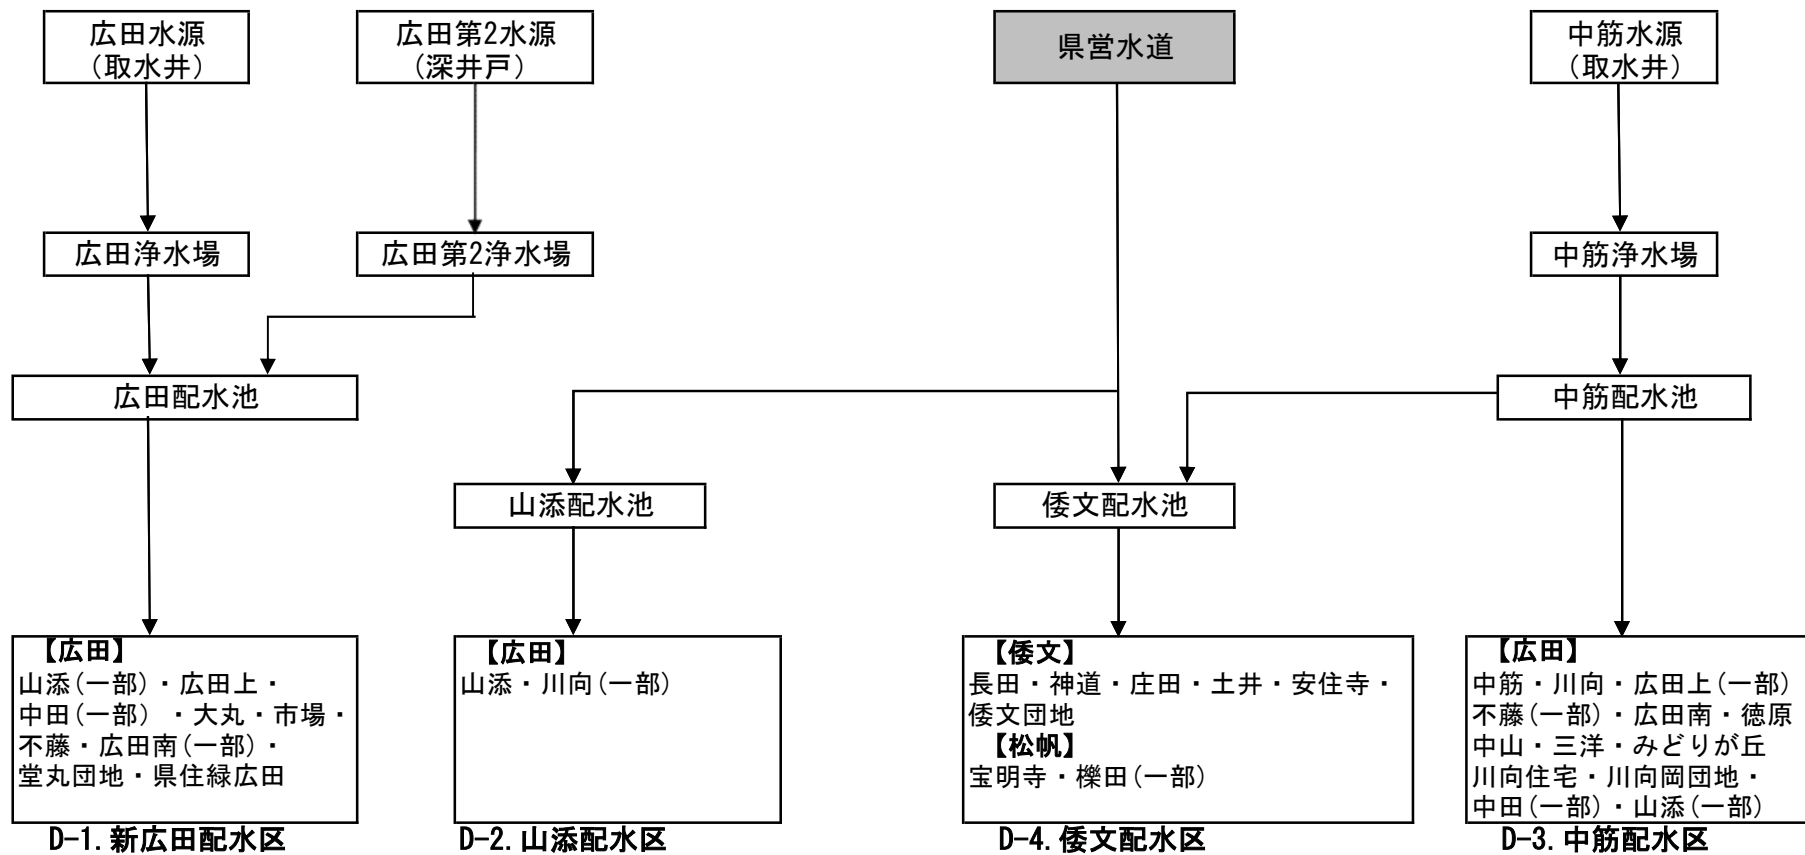 広田水源
(取水井)
広田第2水源
(深井戸)
県営水道
中筋水源
(取水井)
広田浄水場
広田第2浄水場
中筋浄水場
広田配水池
中筋配水池
山添配水池
倭文配水池
【広田】
山添(一部)・広田上・
中田(一部)・大丸・市場・
不藤・広田南(一部)・
堂丸団地・県住緑広田
D-1.新広田配水区
【広田】
山添・川向(一部)
D-2.山添配水区
【倭文】
長田・神道・庄田・土井・安住寺・
倭文団地
【松帆】
宝明寺・櫟田(一部)
D-4.倭文配水区
【広田】
中筋・川向・広田上(一部)
不藤(一部)・広田南・徳原
中山・三洋・みどりが丘
川向住宅・川向岡団地・
中田(一部)・山添(一部)
D-3.中筋配水区